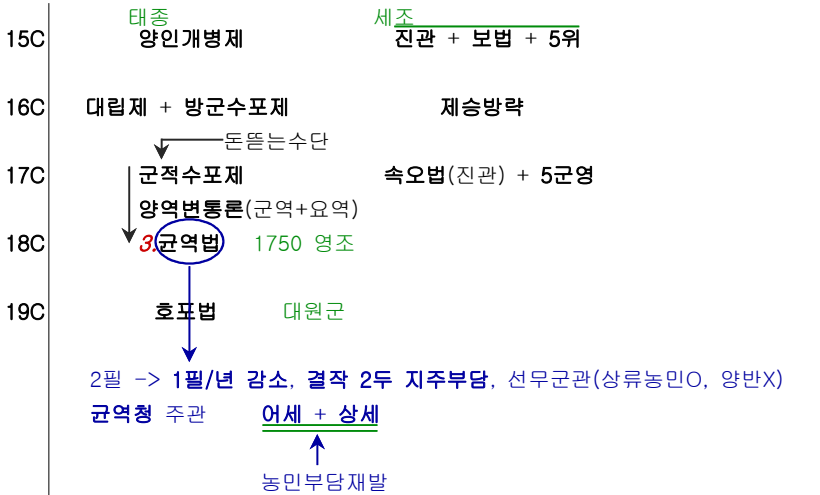 태종 세조
15C 양인개병제 진관 + 보법 + 5위
16C 대립제 + 방군수포제 제승방략
돈뜯는수단
17C 군적수포제 속오법(진관) + 5군영
양역변통론(군역+요역)
18C 3.균역법 1750 영조
19C 호포법 대원군
2필 -> 1필/년 감소, 결작 2두 지주부담, 선무군관(상류농민O, 양반X)
균역청 주관 어세 + 상세
농민부담재발